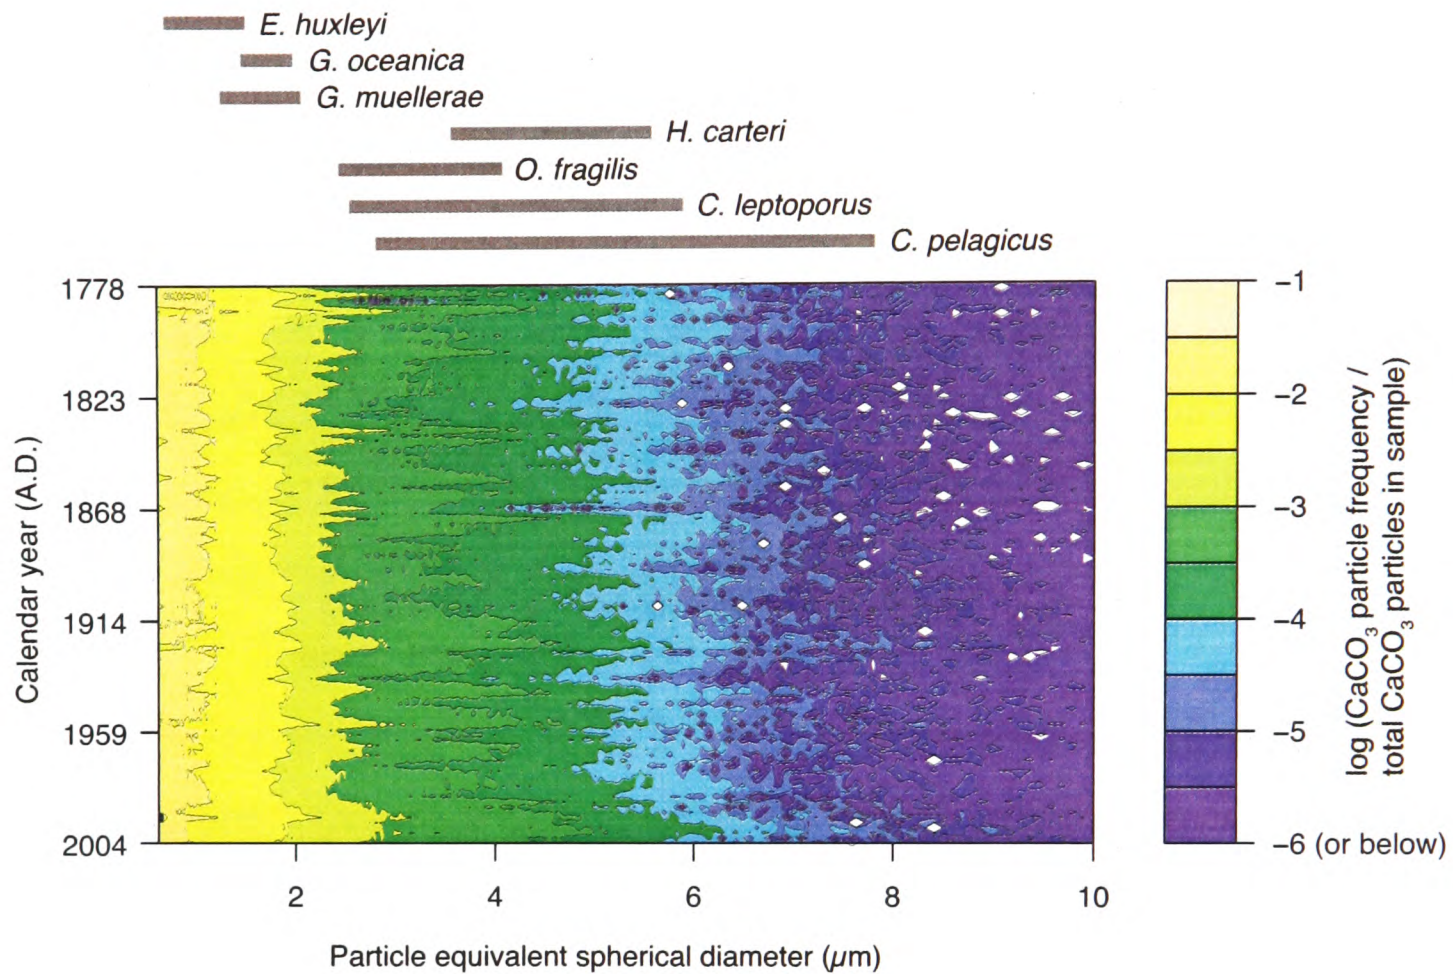 E. huxleyi
G. oceanica
G. muellerae
H. carteri
O. fragilis
C. leptoporus
C. pelagicus
1778
1823
1868
1914
1959
2004
Calendar year (A.D.)
2 4 6 8 10
Particle equivalent spherical diameter (μm)
−1
−2
−3
−4
−5
−6 (or below)
log (CaCO₃ particle frequency /
total CaCO₃ particles in sample)